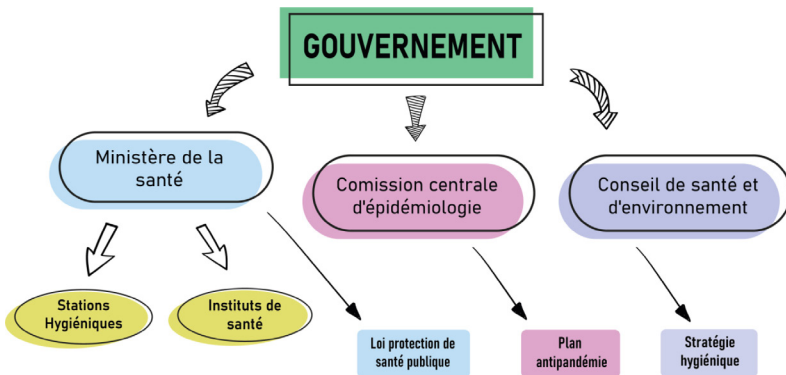 GOUVERNEMENT
Ministère de la
santé
Comission centrale
d'épidémiologie
Conseil de santé et
d'environnement
Stations
Hygiéniques
Instituts de
santé
Loi protection de
santé publique
Plan
antipandémie
Stratégie
hygiénique